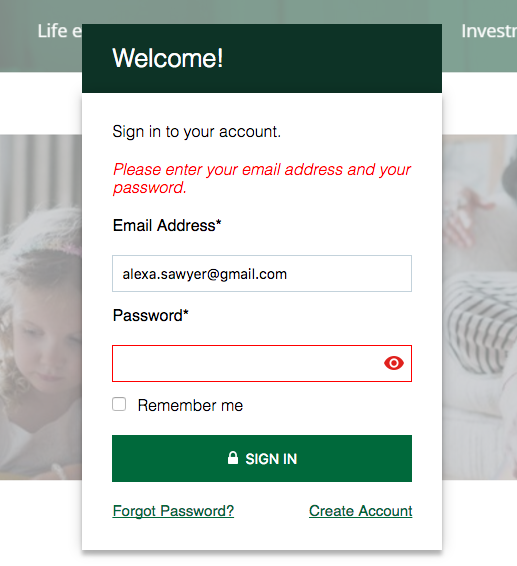 Life e
Investm
Welcome!
Sign in to your account.
Please enter your email address and your
password.
Email Address*
alexa.sawyer@gmail.com
Password*
Remember me
SIGN IN
Forgot Password?
Create Account